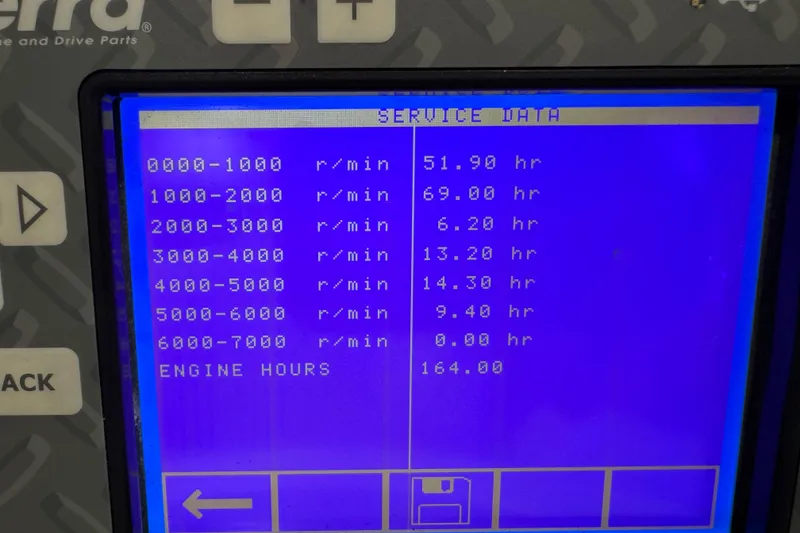 erra®
ne and Drive Parts
- +
SERVICE DATA
0000-1000 r/min 51.90 hr
1000-2000 r/min 69.00 hr
2000-3000 r/min 6.20 hr
3000-4000 r/min 13.20 hr
4000-5000 r/min 14.30 hr
5000-6000 r/min 9.40 hr
6000-7000 r/min 0.00 hr
ENGINE HOURS 164.00
ACK